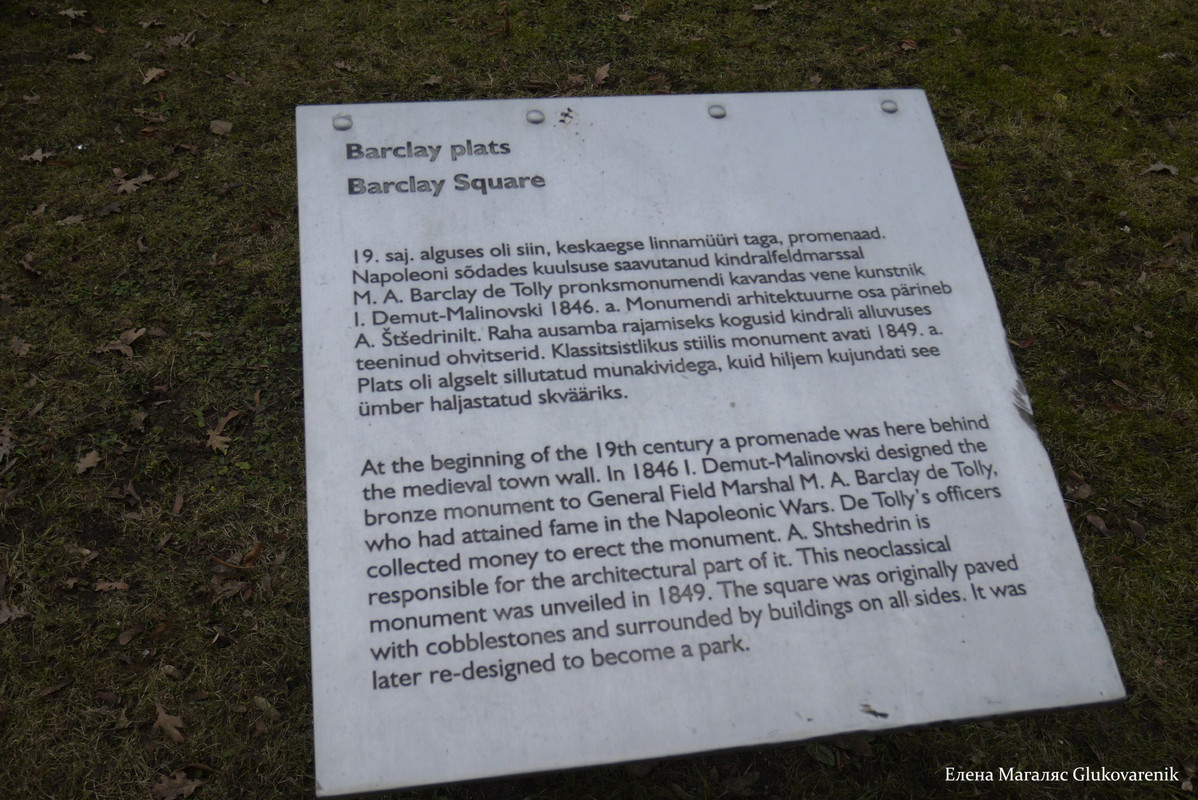 Barclay plats
Barclay Square
19. saj. alguses oli siin, keskaegse linnamüüri taga, promenaad.
Napoleoni sõdades kuulsuse saavutanud kindralfeldmarssal
M. A. Barclay de Tolly pronksmonumendi kavandas vene kunstnik
I. Demut-Malinovski 1846. a. Monumendi arhitektuurne osa pärineb
A. Štšedrinilt. Raha ausamba rajamiseks kogusid kindrali alluvuses
teeninud ohvitserid. Klassitsistlikus stiilis monument avati 1849. a.
Plats oli algselt sillutatud munakividega, kuid hiljem kujundati see
ümber haljastatud skvääriks.
At the beginning of the 19th century a promenade was here behind
the medieval town wall. In 1846 I. Demut-Malinovski designed the
bronze monument to General Field Marshal M. A. Barclay de Tolly,
who had attained fame in the Napoleonic Wars. De Tolly's officers
collected money to erect the monument. A. Shtshedrin is
responsible for the architectural part of it. This neoclassical
monument was unveiled in 1849. The square was originally paved
with cobblestones and surrounded by buildings on all sides. It was
later re-designed to become a park.
Елена Магаляс Glukovarenik